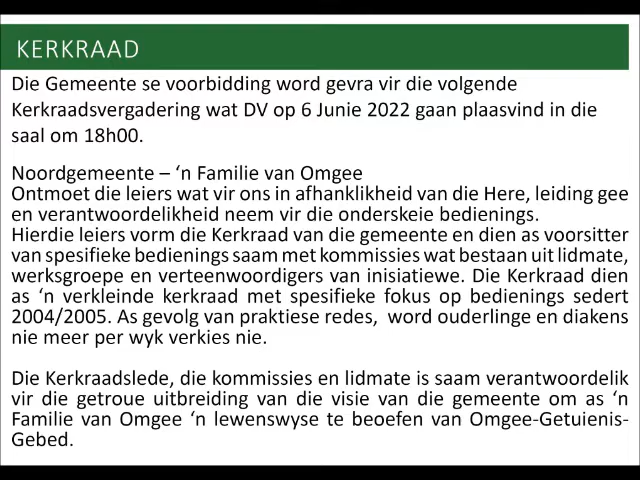 KERKRAAD
Die Gemeente se voorbidding word gevra vir die volgende
Kerkraadsvergadering wat DV op 6 Junie 2022 gaan plaasvind in die
saal om 18h00.
Noordgemeente – ‘n Familie van Omgee
Ontmoet die leiers wat vir ons in afhanklikheid van die Here, leiding gee
en verantwoordelikheid neem vir die onderskeie bedienings.
Hierdie leiers vorm die Kerkraad van die gemeente en dien as voorsitter
van spesifieke bedienings saam met kommissies wat bestaan uit lidmate,
werksgroepe en verteenwoordigers van inisiatiewe. Die Kerkraad dien
as ‘n verkleinde kerkraad met spesifieke fokus op bedienings sedert
2004/2005. As gevolg van praktiese redes, word ouderlinge en diakens
nie meer per wyk verkies nie.
Die Kerkraadslede, die kommissies en lidmate is saam verantwoordelik
vir die getroue uitbreiding van die visie van die gemeente om as ‘n
Familie van Omgee ‘n lewenswyse te beoefen van Omgee-Getuienis-
Gebed.